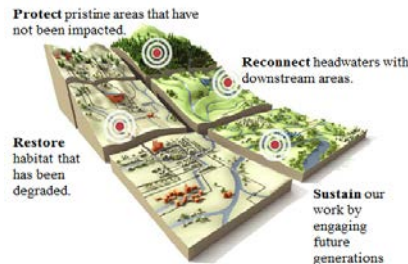 Protect pristine areas that have
not been impacted.
Reconnect headwaters with
downstream areas.
Restore
habitat that
has been
degraded.
Sustain our
work by
engaging
future
generations